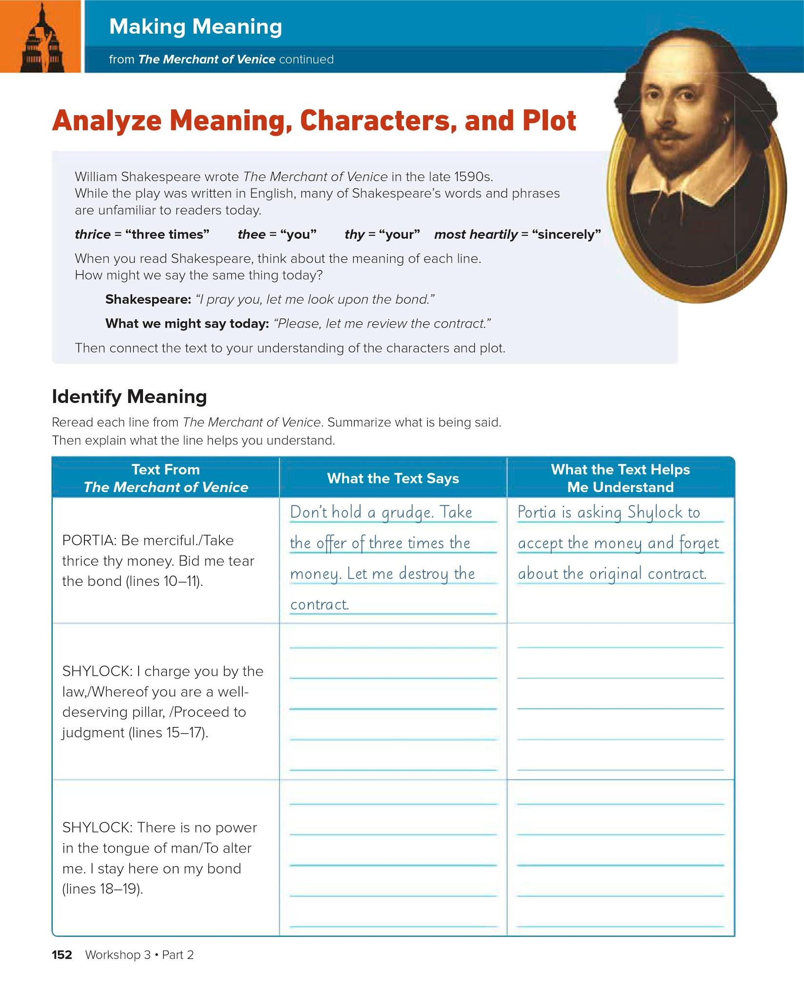 Making Meaning
from The Merchant of Venice continued
Analyze Meaning, Characters, and Plot
William Shakespeare wrote The Merchant of Venice in the late 1590s.
While the play was written in English, many of Shakespeare's words and phrases
are unfamiliar to readers today.
thrice = “three times” thee = “you” thy = “your” most heartily = “sincerely”
When you read Shakespeare, think about the meaning of each line.
How might we say the same thing today?
Shakespeare: “I pray you, let me look upon the bond.”
What we might say today: “Please, let me review the contract.”
Then connect the text to your understanding of the characters and plot.
Identify Meaning
Reread each line from The Merchant of Venice. Summarize what is being said.
Then explain what the line helps you understand.
Text From
The Merchant of Venice
What the Text Says
What the Text Helps
Me Understand
PORTIA: Be merciful./Take
thrice thy money. Bid me tear
the bond (lines 10–11).
Don't hold a grudge. Take
the offer of three times the
money. Let me destroy the
contract.
Portia is asking Shylock to
accept the money and forget
about the original contract.
SHYLOCK: I charge you by the
law,/Whereof you are a well-
deserving pillar, /Proceed to
judgment (lines 15–17).
SHYLOCK: There is no power
in the tongue of man/To alter
me. I stay here on my bond
(lines 18–19).
152 Workshop 3 • Part 2